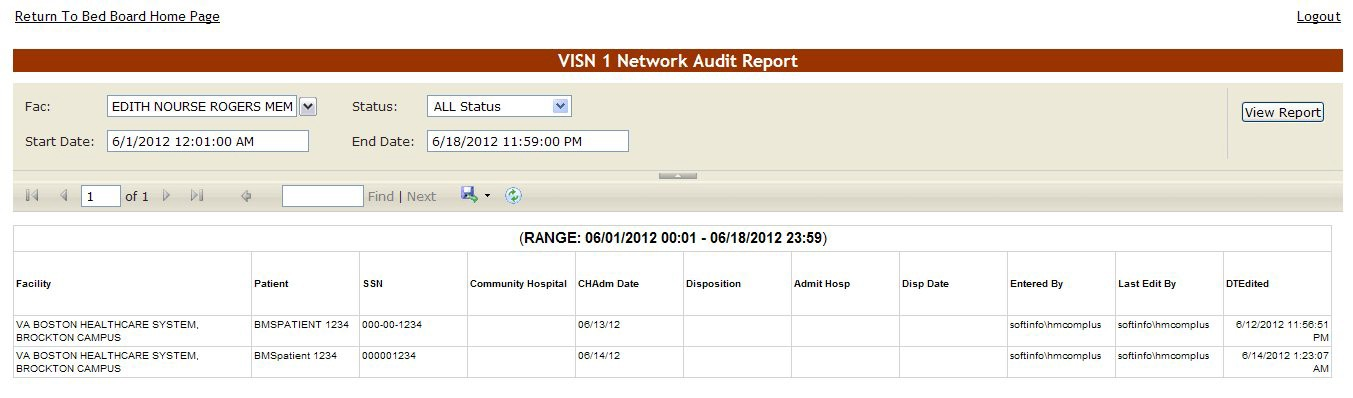 Return To Bed Board Home Page Logout
VISN 1 Network Audit Report
Fac: EDITH NOURSE ROGERS MEM Status: ALL Status View Report
Start Date: 6/1/2012 12:01:00 AM End Date: 6/18/2012 11:59:00 PM
1 of 1 Find | Next
(RANGE: 06/01/2012 00:01 - 06/18/2012 23:59)
Facility Patient SSN Community Hospital CHAdm Date Disposition Admit Hosp Disp Date Entered By Last Edit By DTEdited
VA BOSTON HEALTHCARE SYSTEM, BMSPATIENT 1234 000-00-1234 06/13/12 softinfo\hmcomplus softinfo\hmcomplus 6/12/2012 11:56:51
BROCKTON CAMPUS PM
VA BOSTON HEALTHCARE SYSTEM, BMSpatient 1234 000001234 06/14/12 softinfo\hmcomplus softinfo\hmcomplus 6/14/2012 1:23:07
BROCKTON CAMPUS AM